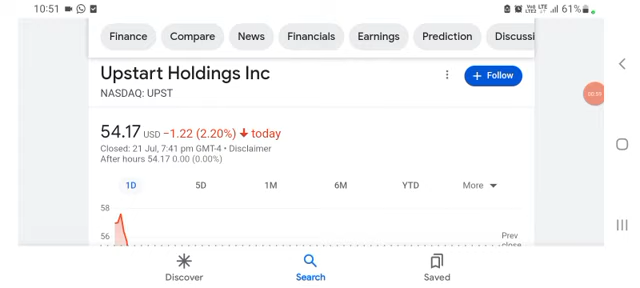 10:51 VoLTE2 LTE 61%
Finance Compare News Financials Earnings Prediction Discussi
Upstart Holdings Inc
+ Follow
NASDAQ: UPST
54.17 USD −1.22 (2.20%) today
Closed: 21 Jul, 7:41 pm GMT-4 • Disclaimer
After hours 54.17 0.00 (0.00%)
1D 5D 1M 6M YTD More
58
56
Prev
close
Discover Search Saved